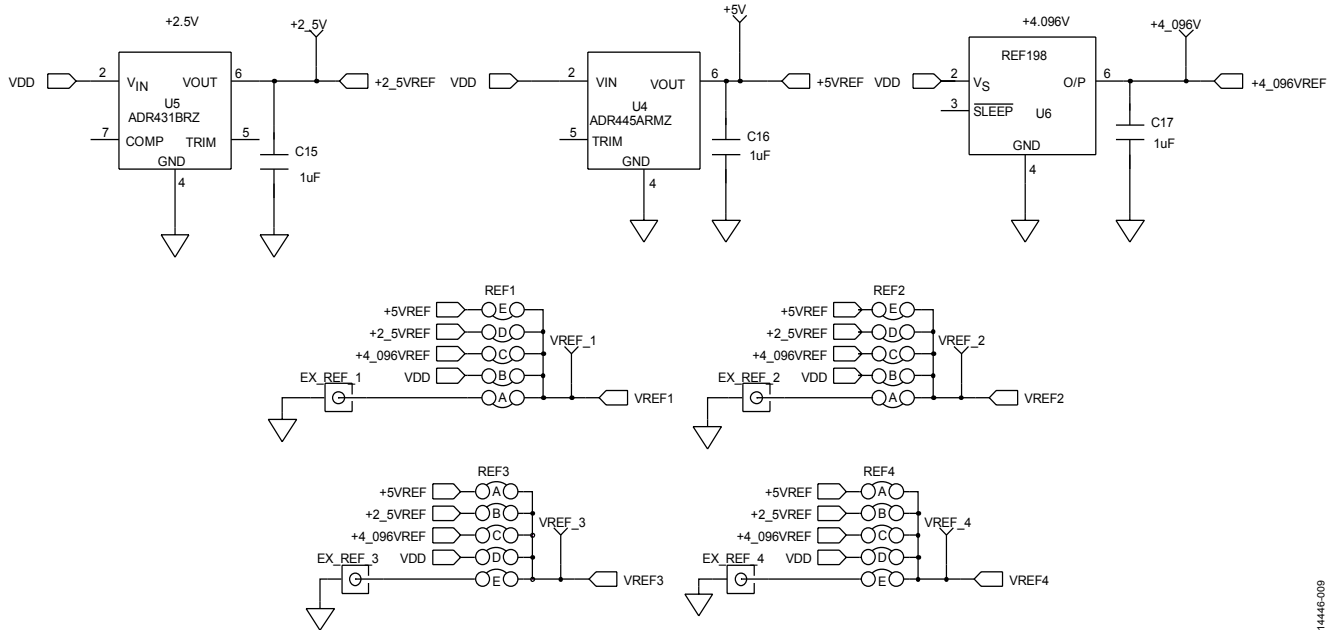 +2.5V
+2_5V
VDD
2
VIN
VOUT
6
+2_5VREF
U5
ADR431BRZ
7
COMP
TRIM
5
GND
4
C15
1uF
+5V
VDD
2
VIN
VOUT
6
+5VREF
U4
ADR445ARMZ
5
TRIM
GND
4
C16
1uF
+4.096V
+4_096V
REF198
VDD
2
VS
O/P
6
+4_096VREF
3
SLEEP
U6
GND
4
C17
1uF
REF1
+5VREF
E
+2_5VREF
D
VREF_1
+4_096VREF
C
VDD
B
EX_REF_1
A
VREF1
REF2
+5VREF
E
+2_5VREF
D
VREF_2
+4_096VREF
C
VDD
B
EX_REF_2
A
VREF2
REF3
+5VREF
A
+2_5VREF
B
VREF_3
+4_096VREF
C
VDD
D
EX_REF_3
E
VREF3
REF4
+5VREF
A
+2_5VREF
B
VREF_4
+4_096VREF
C
VDD
D
EX_REF_4
E
VREF4
14446-009